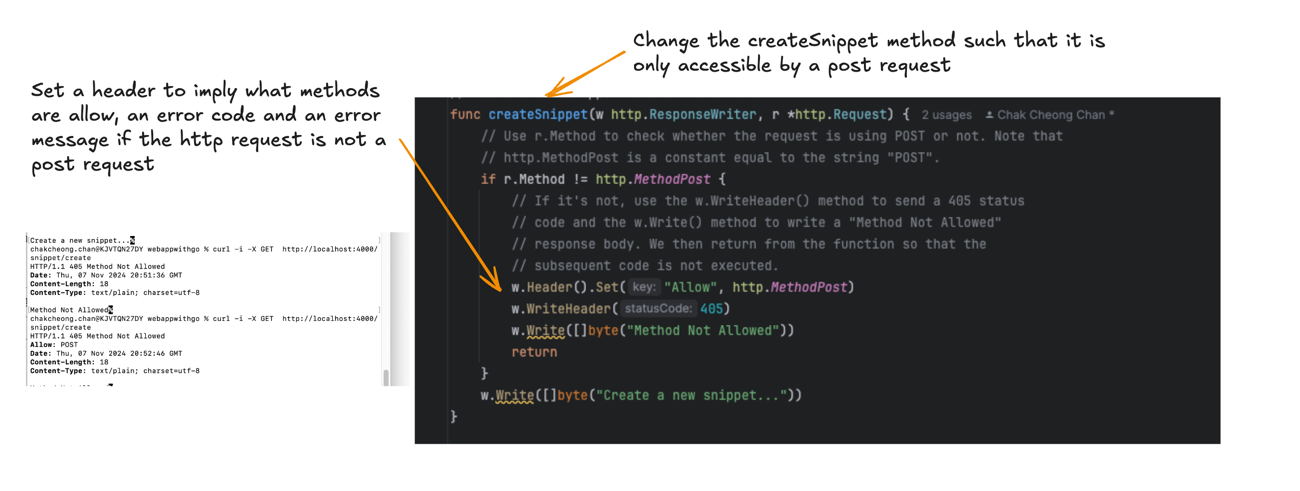 Change the createSnippet method such that it is
only accessible by a post request
Set a header to imply what methods
are allow, an error code and an error
message if the http request is not a
post request
func createSnippet(w http.ResponseWriter, r *http.Request) { 2 usages Chak Cheong Chan *
// Use r.Method to check whether the request is using POST or not. Note that
// http.MethodPost is a constant equal to the string "POST".
if r.Method != http.MethodPost {
// If it's not, use the w.WriteHeader() method to send a 405 status
// code and the w.Write() method to write a "Method Not Allowed"
// response body. We then return from the function so that the
// subsequent code is not executed.
w.Header().Set( key: "Allow", http.MethodPost)
w.WriteHeader( statusCode: 405)
w.Write([]byte("Method Not Allowed"))
return
}
w.Write([]byte("Create a new snippet..."))
}
Create a new snippet...%
chakcheong.chan@KJVTQN27DY webappwithgo % curl -i -X GET  http://localhost:4000/
snippet/create
HTTP/1.1 405 Method Not Allowed
Date: Thu, 07 Nov 2024 20:51:36 GMT
Content-Length: 18
Content-Type: text/plain; charset=utf-8
Method Not Allowed%
chakcheong.chan@KJVTQN27DY webappwithgo % curl -i -X GET  http://localhost:4000/
snippet/create
HTTP/1.1 405 Method Not Allowed
Allow: POST
Date: Thu, 07 Nov 2024 20:52:46 GMT
Content-Length: 18
Content-Type: text/plain; charset=utf-8